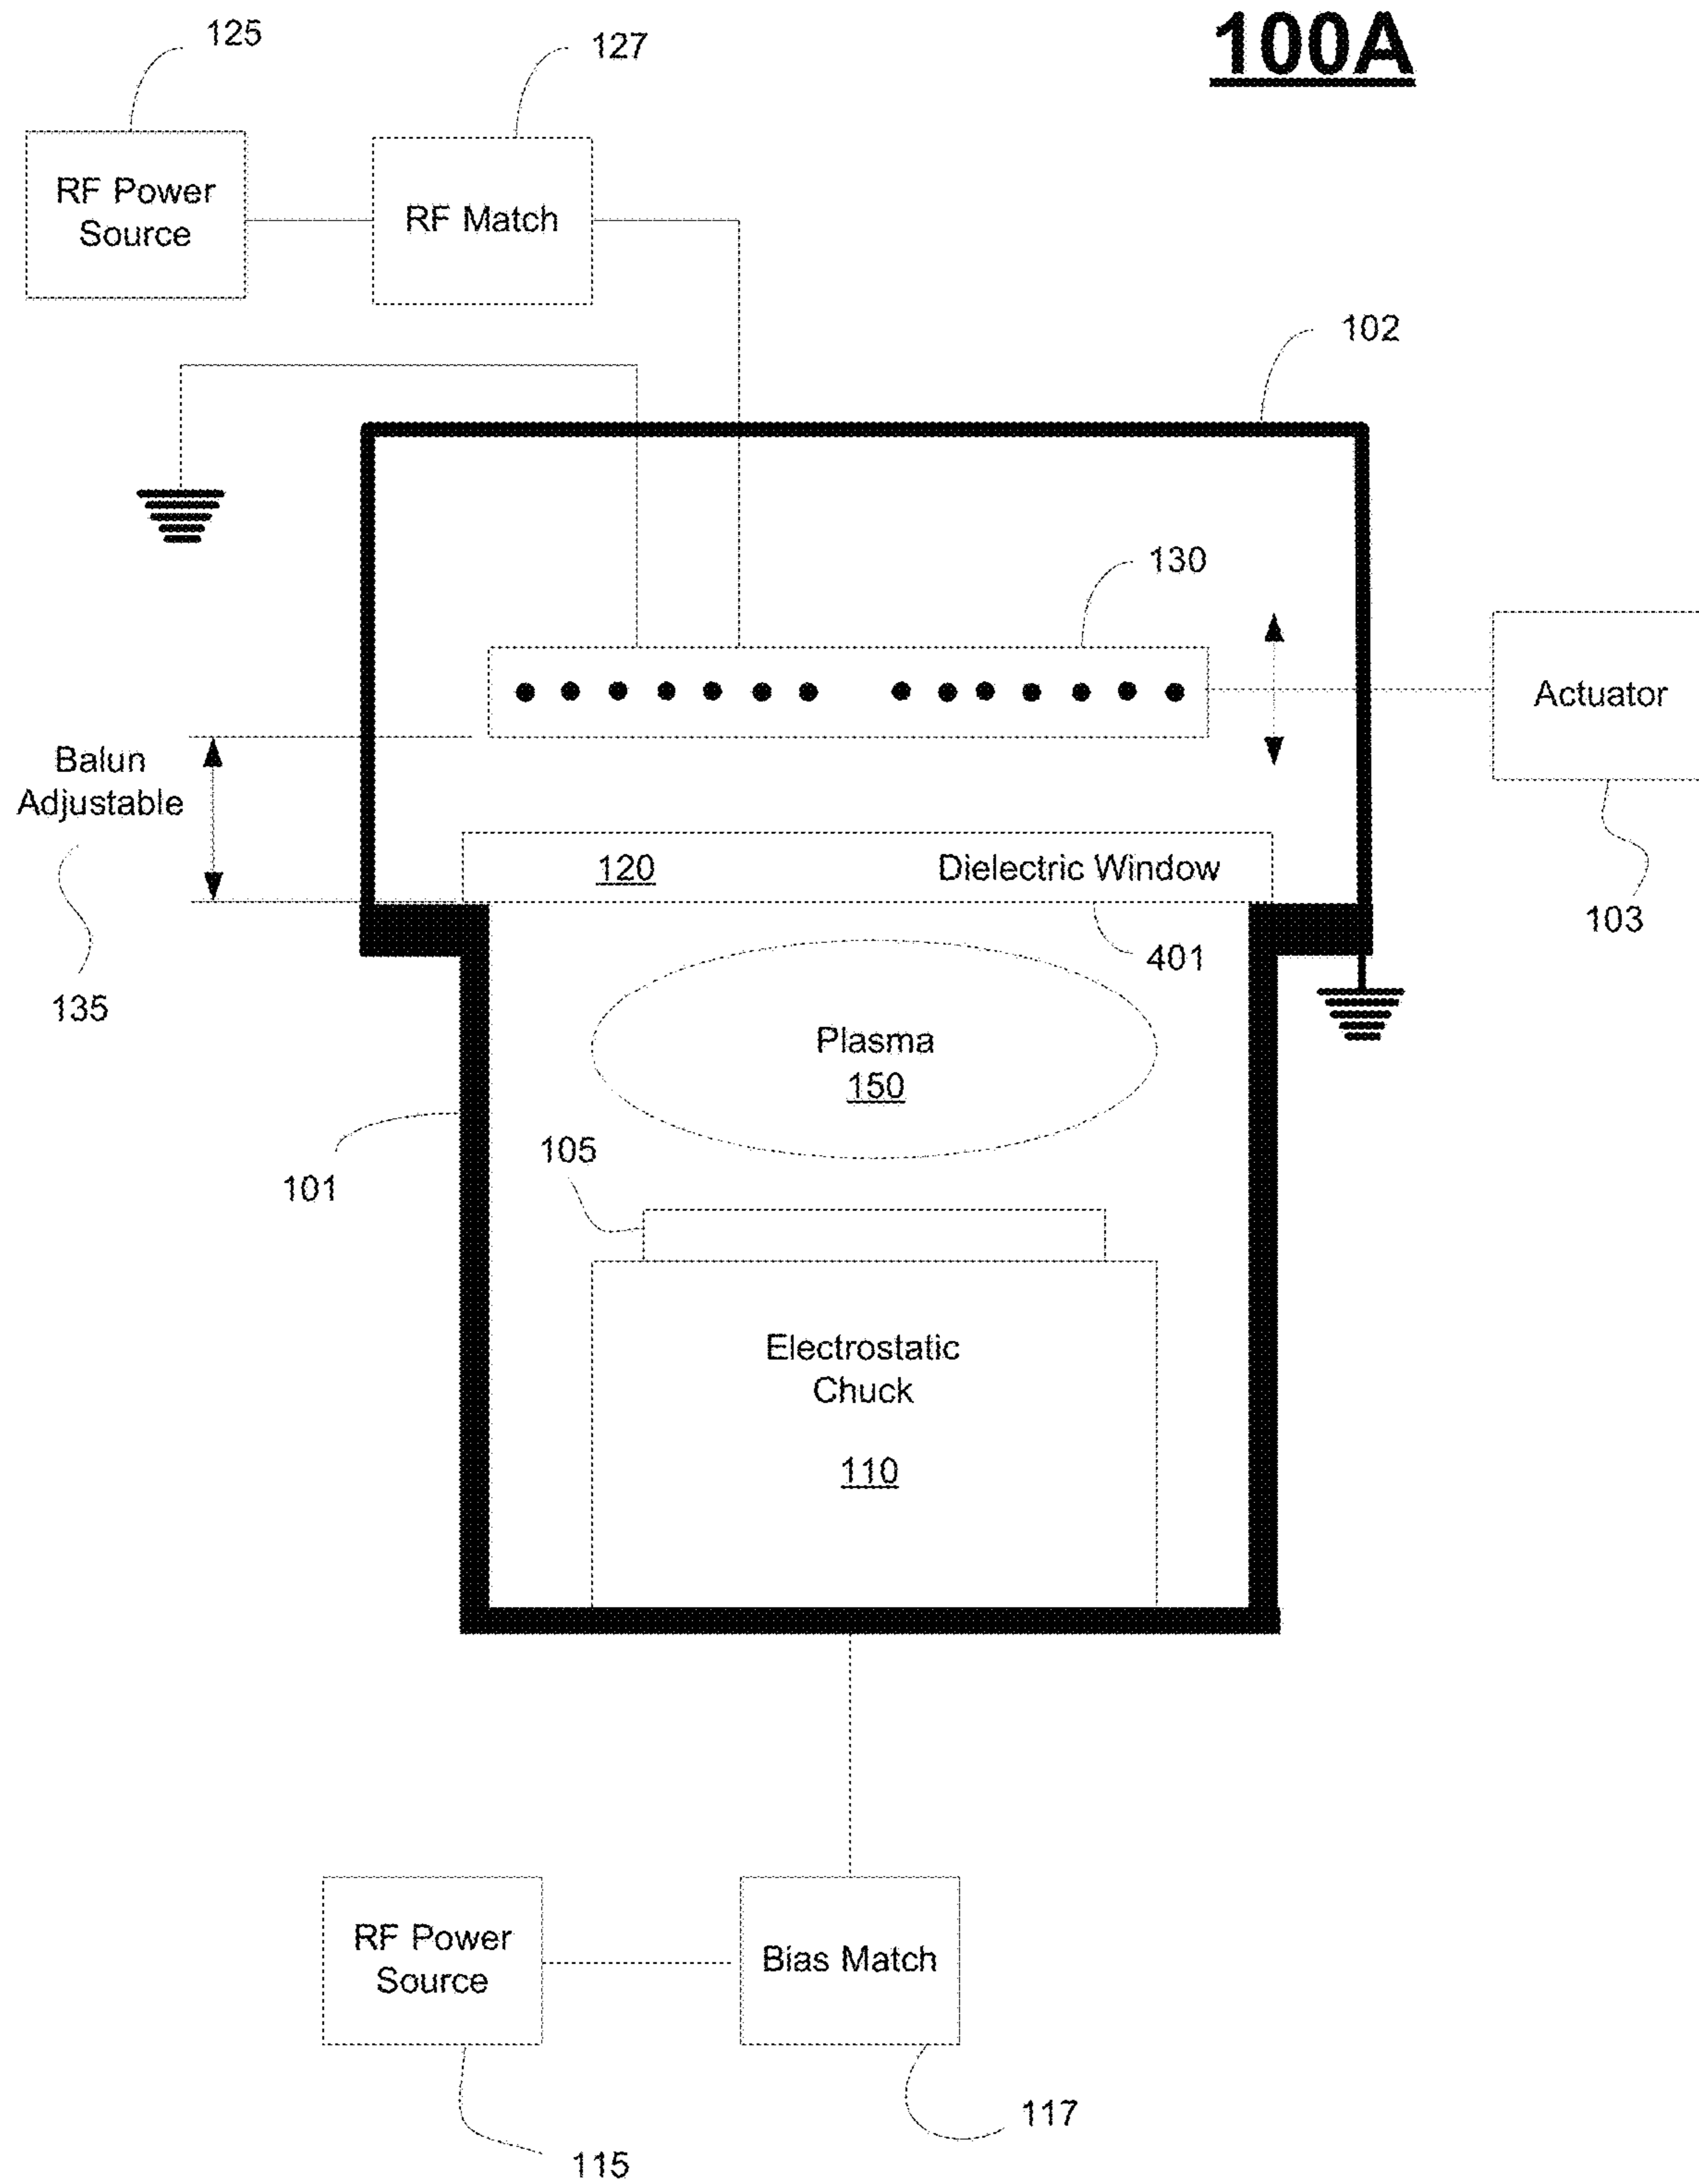 100A
125
127
RF Power
Source
RF Match
102
130
Actuator
Balun
Adjustable
120
Dielectric Window
103
401
135
Plasma
150
105
101
Electrostatic
Chuck
110
RF Power
Source
Bias Match
117
115